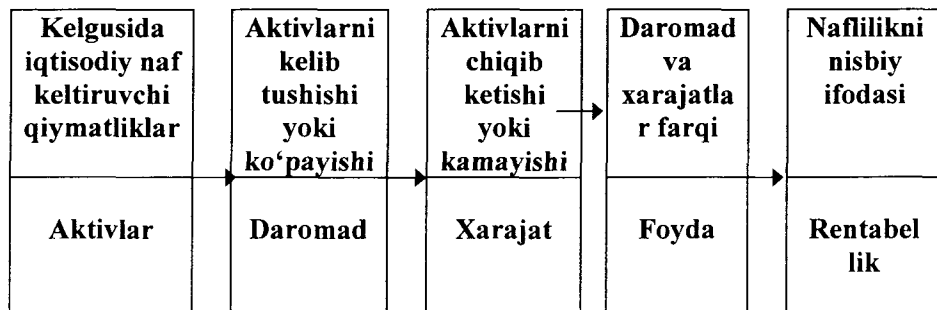 Kelgusida
iqtisodiy naf
keltiruvchi
qiymatliklar
Aktivlarni
kelib
tushishi
yoki
ko‘payishi
Aktivlarni
chiqib
ketishi
yoki
kamayishi
Daromad
va
xarajatla
r farqi
Naflilikni
nisbiy
ifodasi
Aktivlar
Daromad
Xarajat
Foyda
Rentabel
lik